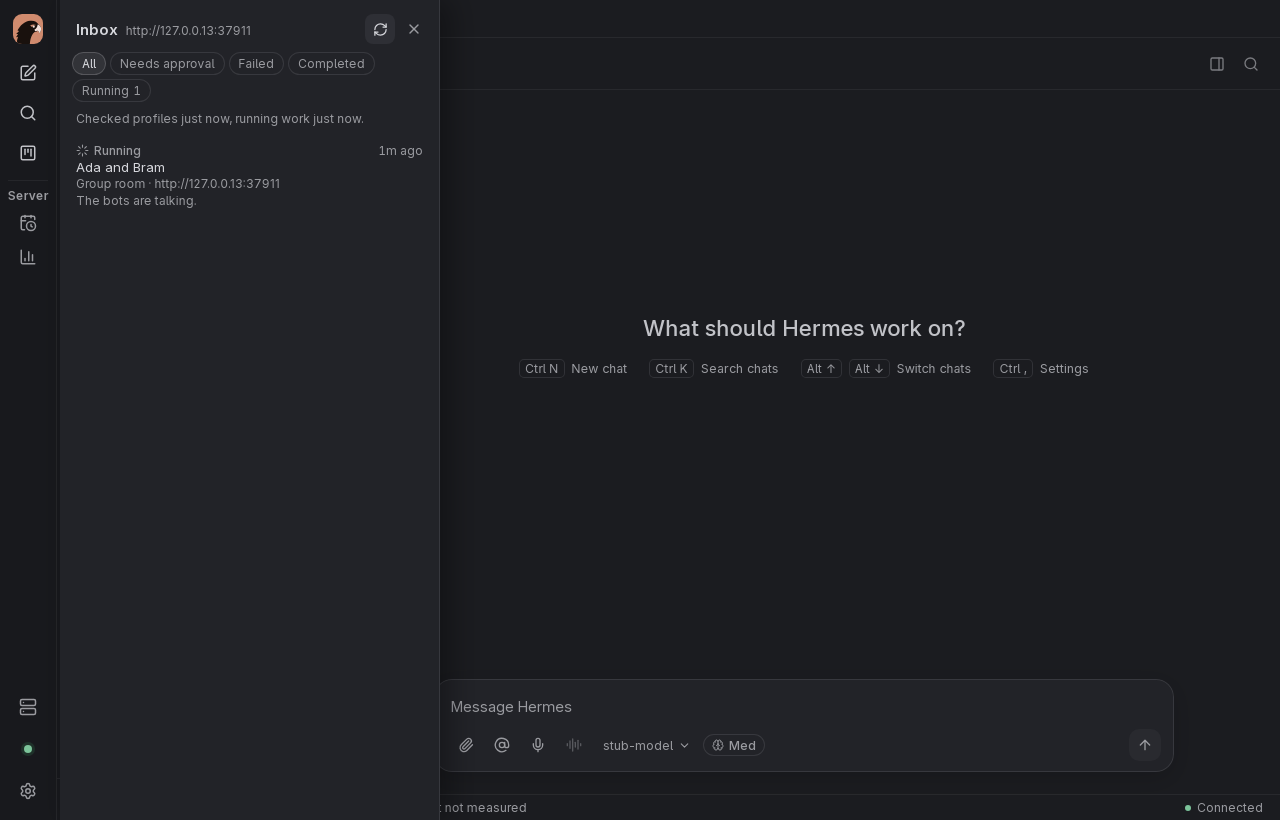 Inbox http://127.0.0.13:37911
All Needs approval Failed Completed
Running 1
Checked profiles just now, running work just now.
Running 1m ago
Ada and Bram
Group room · http://127.0.0.13:37911
The bots are talking.
Server
What should Hermes work on?
Ctrl N New chat Ctrl K Search chats Alt ↑ Alt ↓ Switch chats Ctrl , Settings
Message Hermes
stub-model Med
not measured
Connected